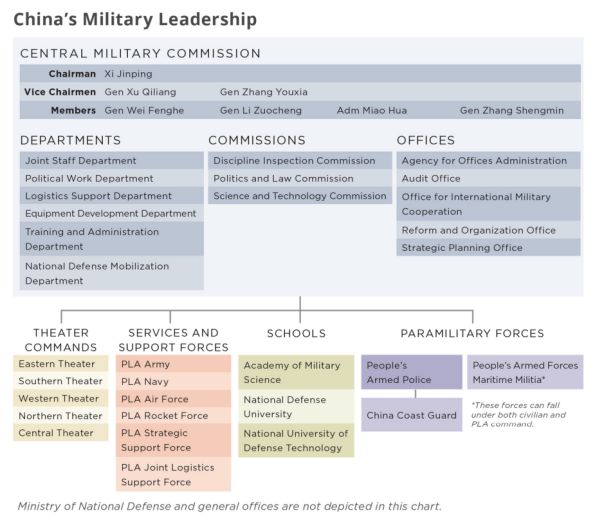 China's Military Leadership
CENTRAL MILITARY COMMISSION
Chairman Xi Jinping
Vice Chairmen Gen Xu Qiliang Gen Zhang Youxia
Members Gen Wei Fenghe Gen Li Zuocheng Adm Miao Hua Gen Zhang Shengmin
DEPARTMENTS
Joint Staff Department
Political Work Department
Logistics Support Department
Equipment Development Department
Training and Administration
Department
National Defense Mobilization
Department
COMMISSIONS
Discipline Inspection Commission
Politics and Law Commission
Science and Technology Commission
OFFICES
Agency for Offices Administration
Audit Office
Office for International Military
Cooperation
Reform and Organization Office
Strategic Planning Office
THEATER
COMMANDS
Eastern Theater
Southern Theater
Western Theater
Northern Theater
Central Theater
SERVICES AND
SUPPORT FORCES
PLA Army
PLA Navy
PLA Air Force
PLA Rocket Force
PLA Strategic
Support Force
PLA Joint Logistics
Support Force
SCHOOLS
Academy of Military
Science
National Defense
University
National University of
Defense Technology
PARAMILITARY FORCES
People's
Armed Police
China Coast Guard
People's Armed Forces
Maritime Militia*
*These forces can fall
under both civilian and
PLA command.
Ministry of National Defense and general offices are not depicted in this chart.